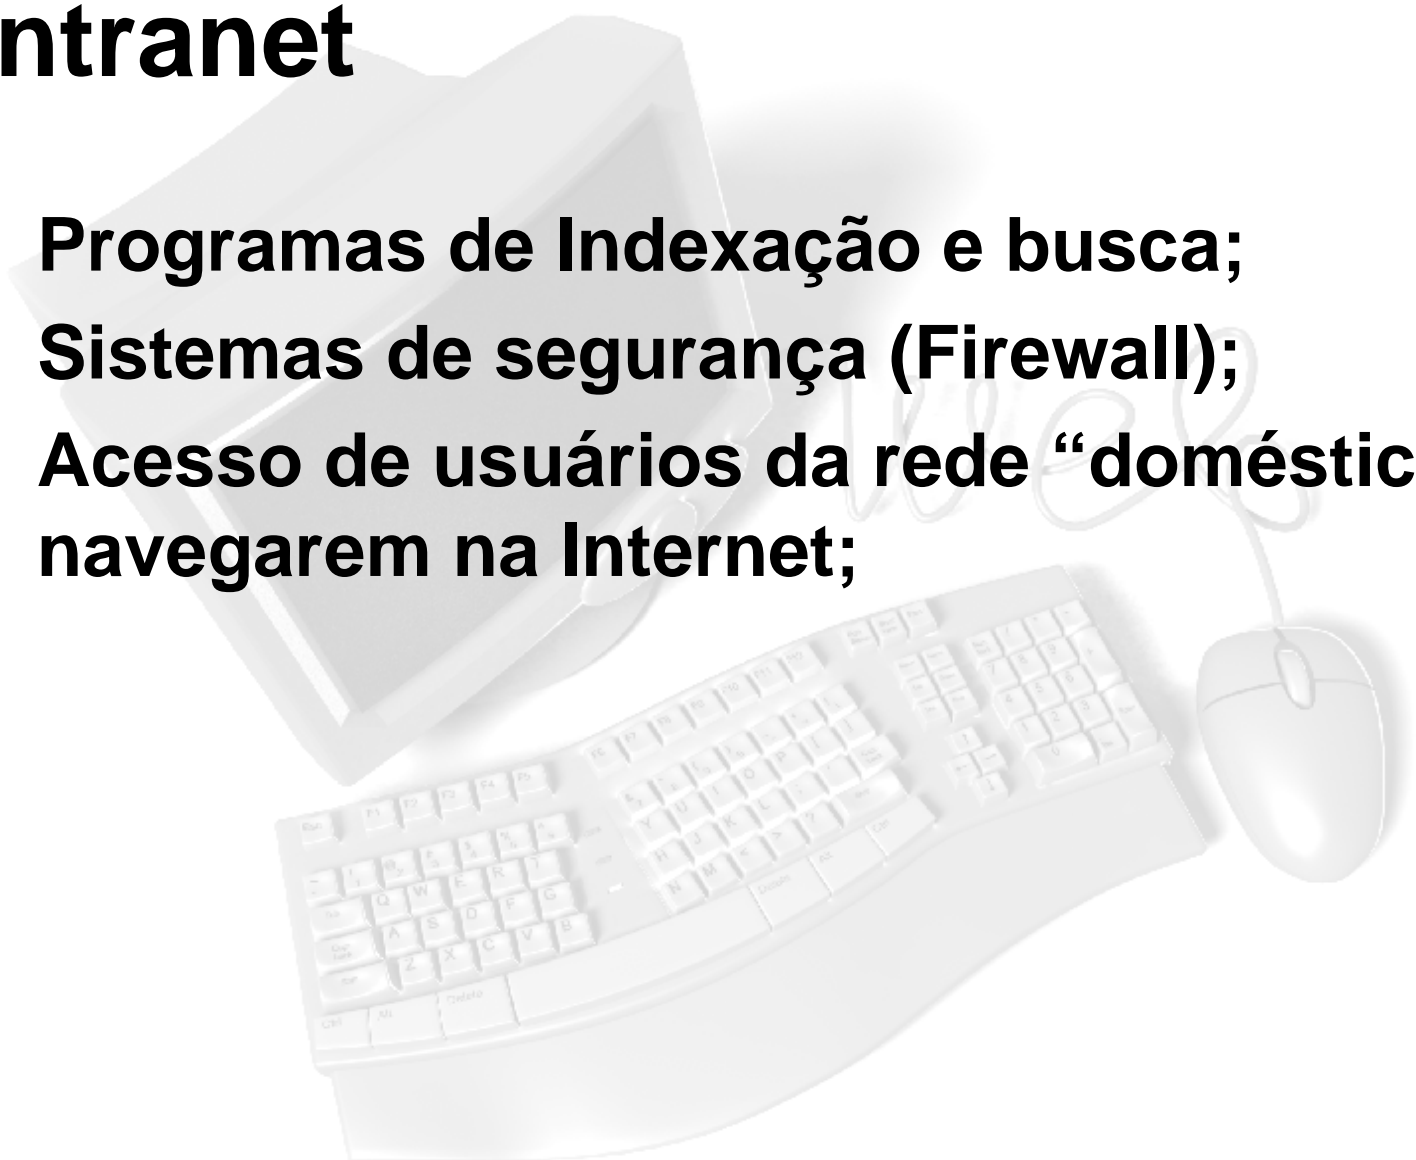 ntranet
Programas de Indexação e busca;
Sistemas de segurança (Firewall);
Acesso de usuários da rede “doméstic
navegarem na Internet;